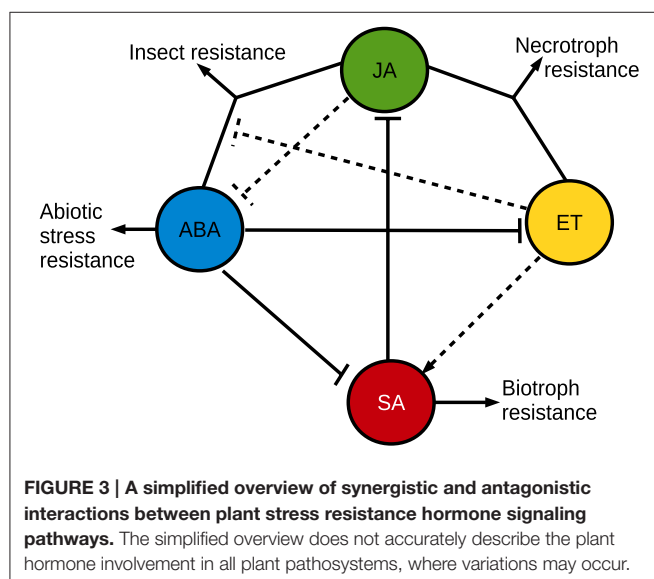 Insect resistance
JA
Necrotroph
resistance
Abiotic
stress
resistance
ABA
ET
SA
Biotroph
resistance
FIGURE 3 | A simplified overview of synergistic and antagonistic
interactions between plant stress resistance hormone signaling
pathways. The simplified overview does not accurately describe the plant
hormone involvement in all plant pathosystems, where variations may occur.